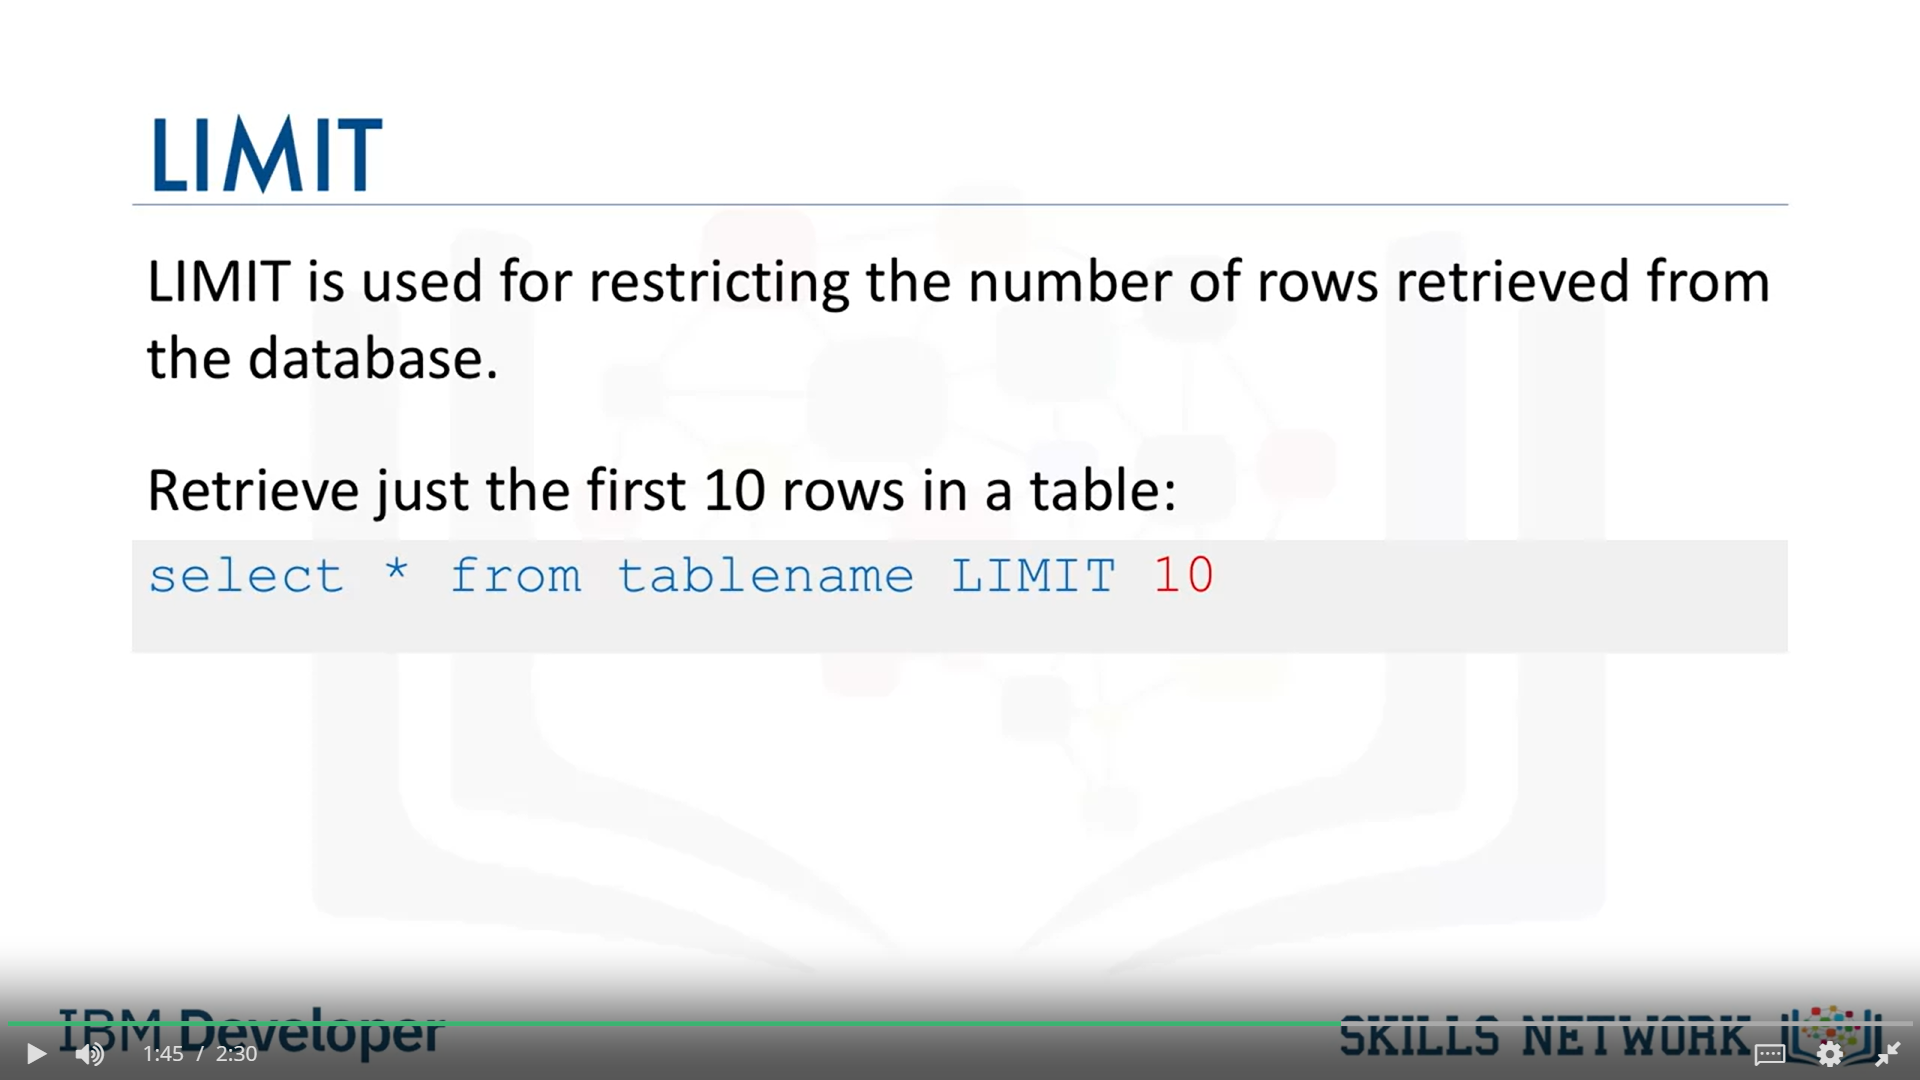 LIMIT
LIMIT is used for restricting the number of rows retrieved from
the database.
Retrieve just the first 10 rows in a table:
select * from tablename LIMIT 10
IBM Developer
SKILLS NETWORK
1:45 / 2:30